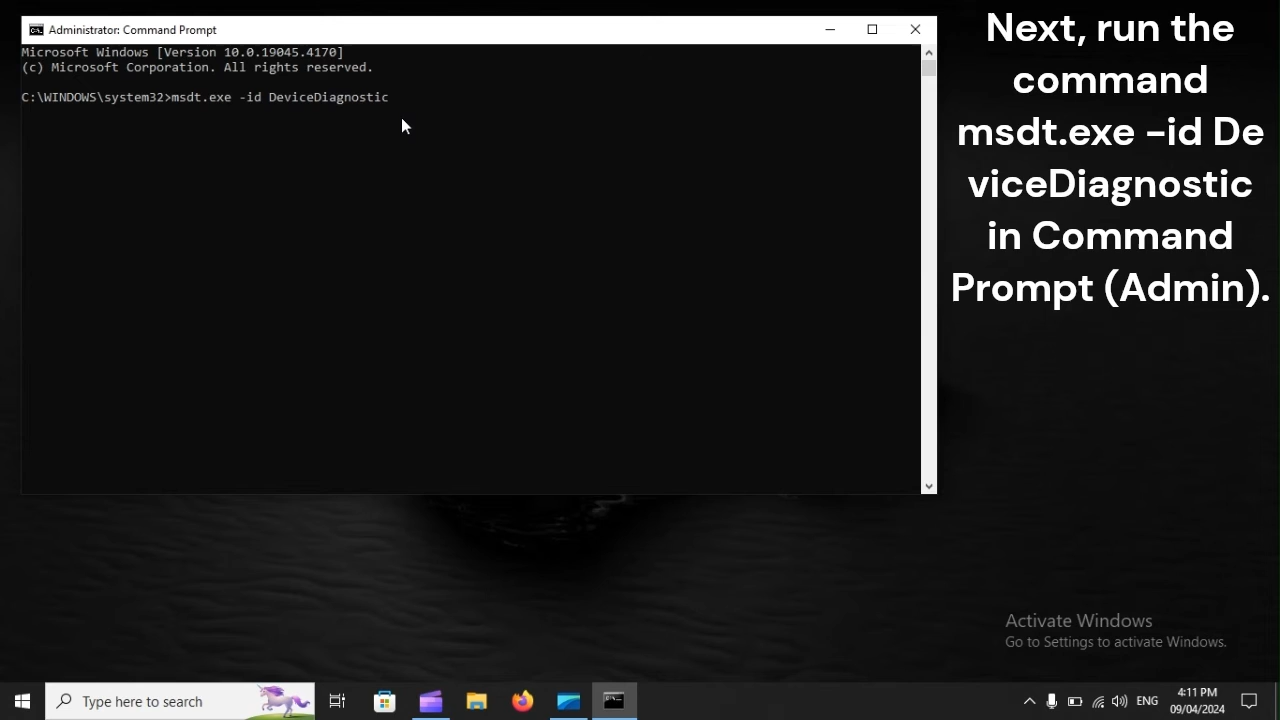 Administrator: Command Prompt
Microsoft Windows [Version 10.0.19045.4170]
(c) Microsoft Corporation. All rights reserved.
C:\WINDOWS\system32>msdt.exe -id DeviceDiagnostic
Next, run the
command
msdt.exe -id De
viceDiagnostic
in Command
Prompt (Admin).
Activate Windows
Go to Settings to activate Windows.
Type here to search
ENG
4:11 PM
09/04/2024